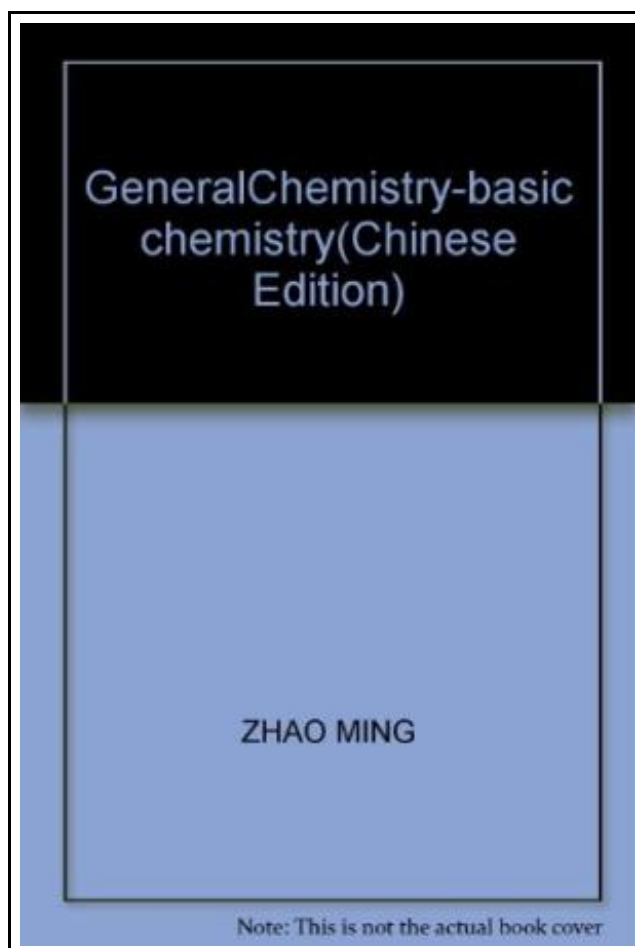 GeneralChemistry-basic
chemistry(Chinese
Edition)
ZHAO MING
Note: This is not the actual book cover